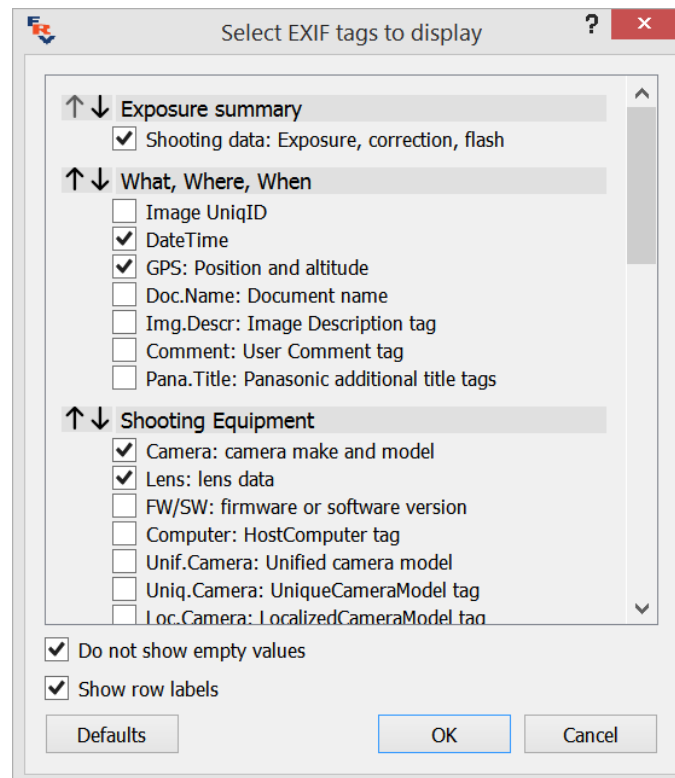 FRV
Select EXIF tags to display
?
Exposure summary
Shooting data: Exposure, correction, flash
What, Where, When
Image UniqID
DateTime
GPS: Position and altitude
Doc.Name: Document name
Img.Descr: Image Description tag
Comment: User Comment tag
Pana.Title: Panasonic additional title tags
Shooting Equipment
Camera: camera make and model
Lens: lens data
FW/SW: firmware or software version
Computer: HostComputer tag
Unif.Camera: Unified camera model
Uniq.Camera: UniqueCameraModel tag
Loc.Camera: LocalizedCameraModel tag
Do not show empty values
Show row labels
Defaults
OK
Cancel